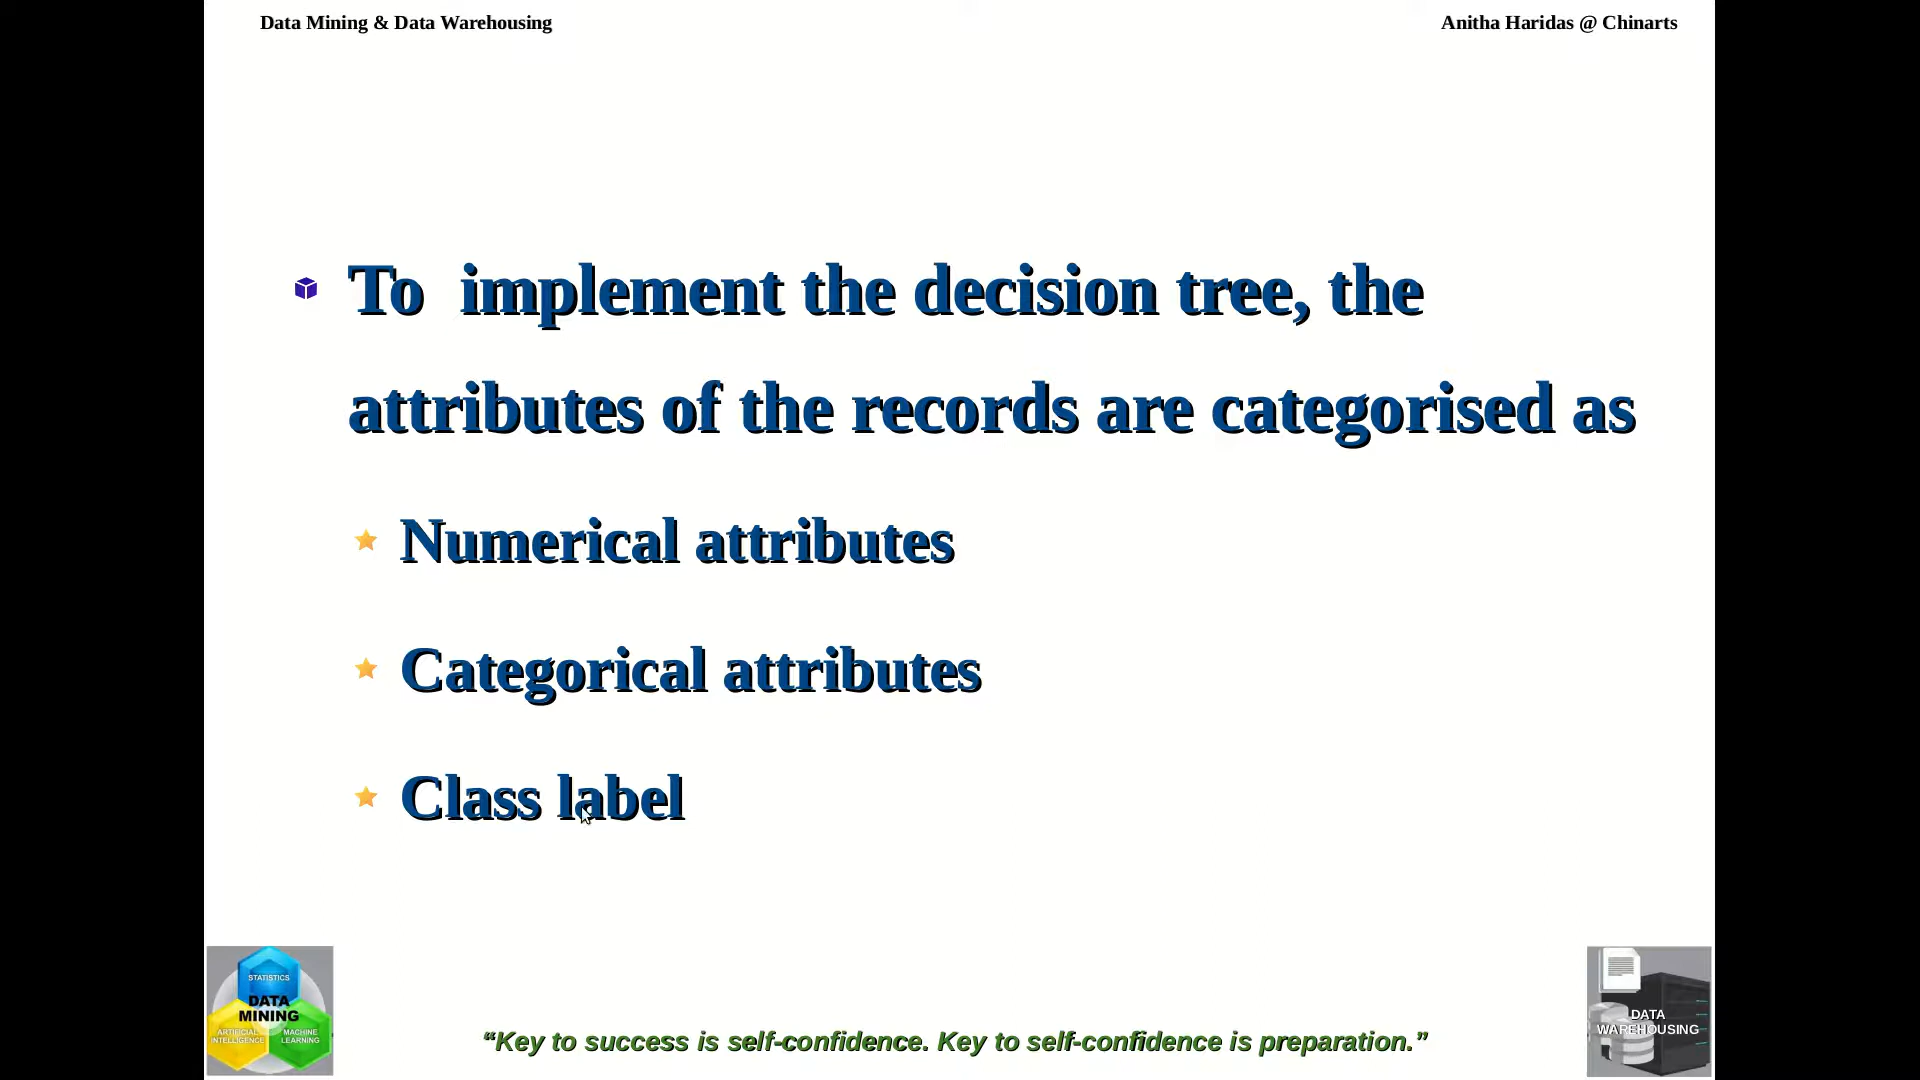 Data Mining & Data Warehousing
Anitha Haridas @ Chinarts
To implement the decision tree, the
attributes of the records are categorised as
Numerical attributes
Categorical attributes
Class label
STATISTICS
DATA
MINING
ARTIFICIAL
INTELLIGENCE
MACHINE
LEARNING
“Key to success is self-confidence. Key to self-confidence is preparation.”
DATA
WAREHOUSING